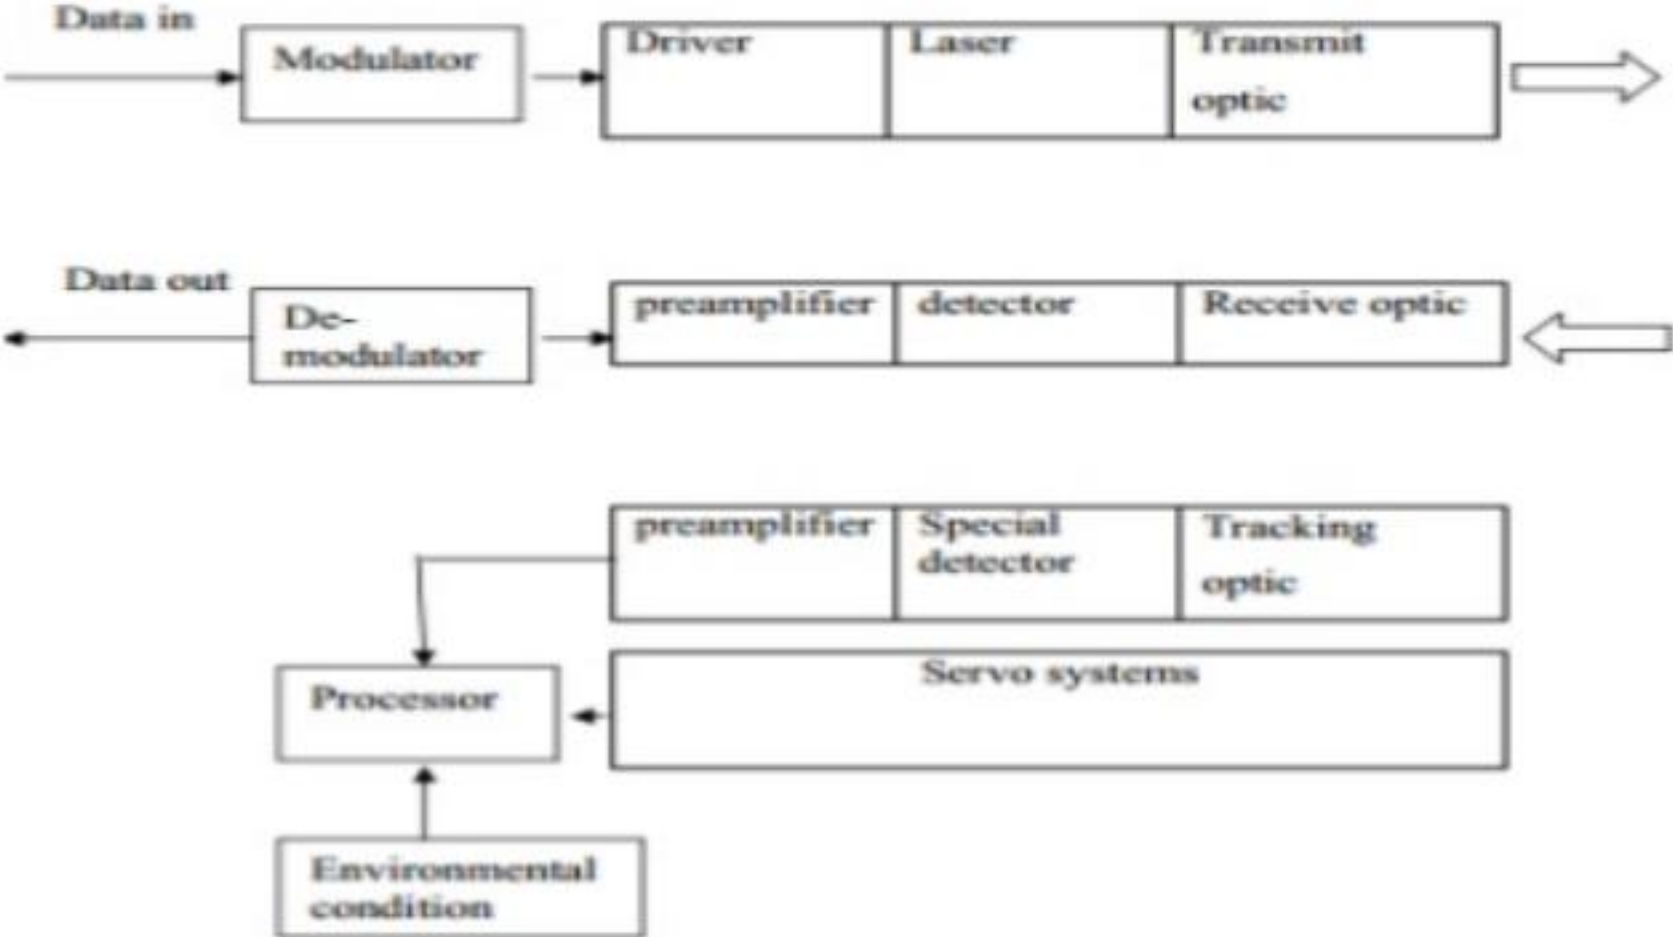 Data in
Modulator
Driver
Laser
Transmit
optic
Data out
De-
modulator
preamplifier
detector
Receive optic
preamplifier
Special
detector
Tracking
optic
Processor
Servo systems
Environmental
condition